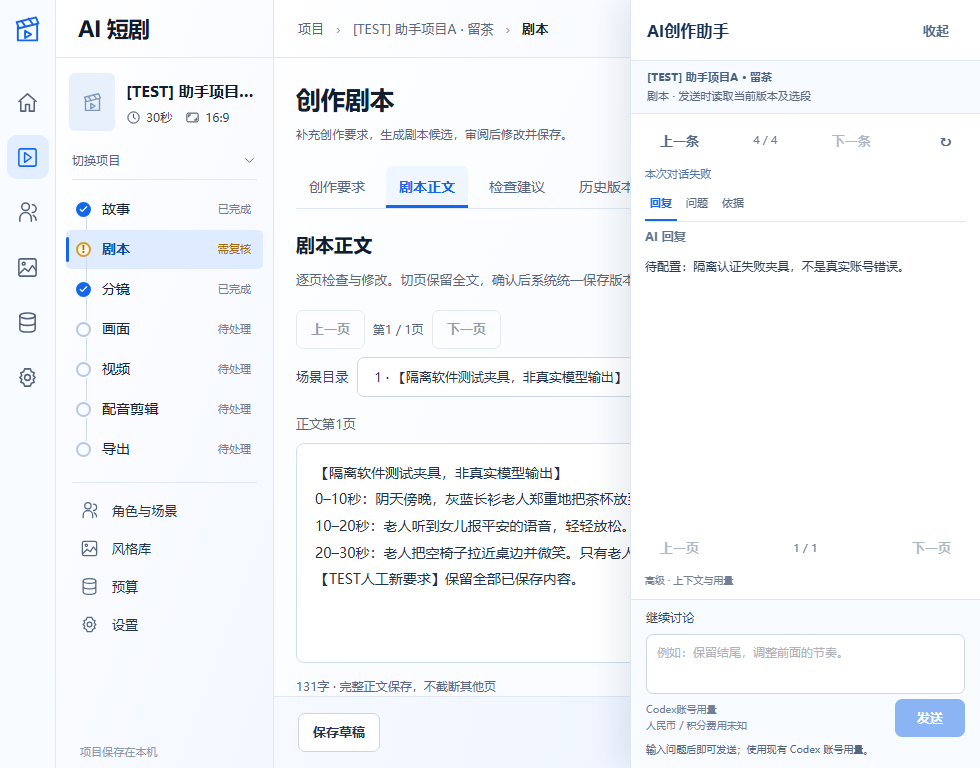 AI 短剧
[TEST] 助手项目...
30秒 16:9
切换项目
故事 已完成
剧本 需复核
分镜 已完成
画面 待处理
视频 待处理
配音剪辑 待处理
导出 待处理
角色与场景
风格库
预算
设置
项目保存在本机
项目 › [TEST] 助手项目A · 留茶 › 剧本
创作剧本
补充创作要求，生成剧本候选，审阅后修改并保存。
创作要求 剧本正文 检查建议 历史版本
剧本正文
逐页检查与修改。切页保留全文，确认后系统统一保存版本
上一页 第1 / 1页 下一页
场景目录 1 · 【隔离软件测试夹具，非真实模型输出】
正文第1页
【隔离软件测试夹具，非真实模型输出】
0–10秒：阴天傍晚，灰蓝长衫老人郑重地把茶杯放
10–20秒：老人听到女儿报平安的语音，轻轻放松。
20–30秒：老人把空椅子拉近桌边并微笑。只有老人
【TEST人工新要求】保留全部已保存内容。
131字 · 完整正文保存，不截断其他页
保存草稿
AI创作助手 收起
[TEST] 助手项目A · 留茶
剧本 · 发送时读取当前版本及选段
上一条 4 / 4 下一条 ↻
本次对话失败
回复 问题 依据
AI 回复
待配置：隔离认证失败夹具，不是真实账号错误。
上一页 1 / 1 下一页
高级 · 上下文与用量
继续讨论
例如：保留结尾，调整前面的节奏。
Codex账号用量
人民币 / 积分费用未知
发送
输入问题后即可发送；使用现有 Codex 账号用量。